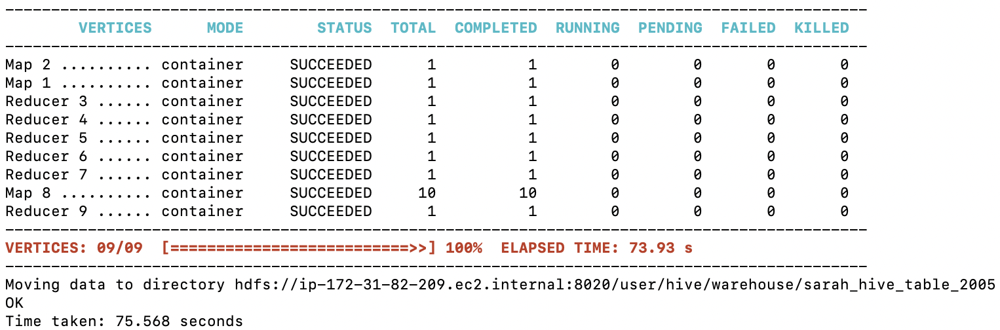 ----------------------------------------------------------------------------------------------
        VERTICES      MODE        STATUS  TOTAL  COMPLETED  RUNNING  PENDING  FAILED  KILLED
----------------------------------------------------------------------------------------------
Map 2 .......... container     SUCCEEDED      1          1        0        0       0       0
Map 1 .......... container     SUCCEEDED      1          1        0        0       0       0
Reducer 3 ...... container     SUCCEEDED      1          1        0        0       0       0
Reducer 4 ...... container     SUCCEEDED      1          1        0        0       0       0
Reducer 5 ...... container     SUCCEEDED      1          1        0        0       0       0
Reducer 6 ...... container     SUCCEEDED      1          1        0        0       0       0
Reducer 7 ...... container     SUCCEEDED      1          1        0        0       0       0
Map 8 .......... container     SUCCEEDED     10         10        0        0       0       0
Reducer 9 ...... container     SUCCEEDED      1          1        0        0       0       0
----------------------------------------------------------------------------------------------
VERTICES: 09/09  [==========================>>] 100%  ELAPSED TIME: 73.93 s
----------------------------------------------------------------------------------------------
Moving data to directory hdfs://ip-172-31-82-209.ec2.internal:8020/user/hive/warehouse/sarah_hive_table_2005
OK
Time taken: 75.568 seconds